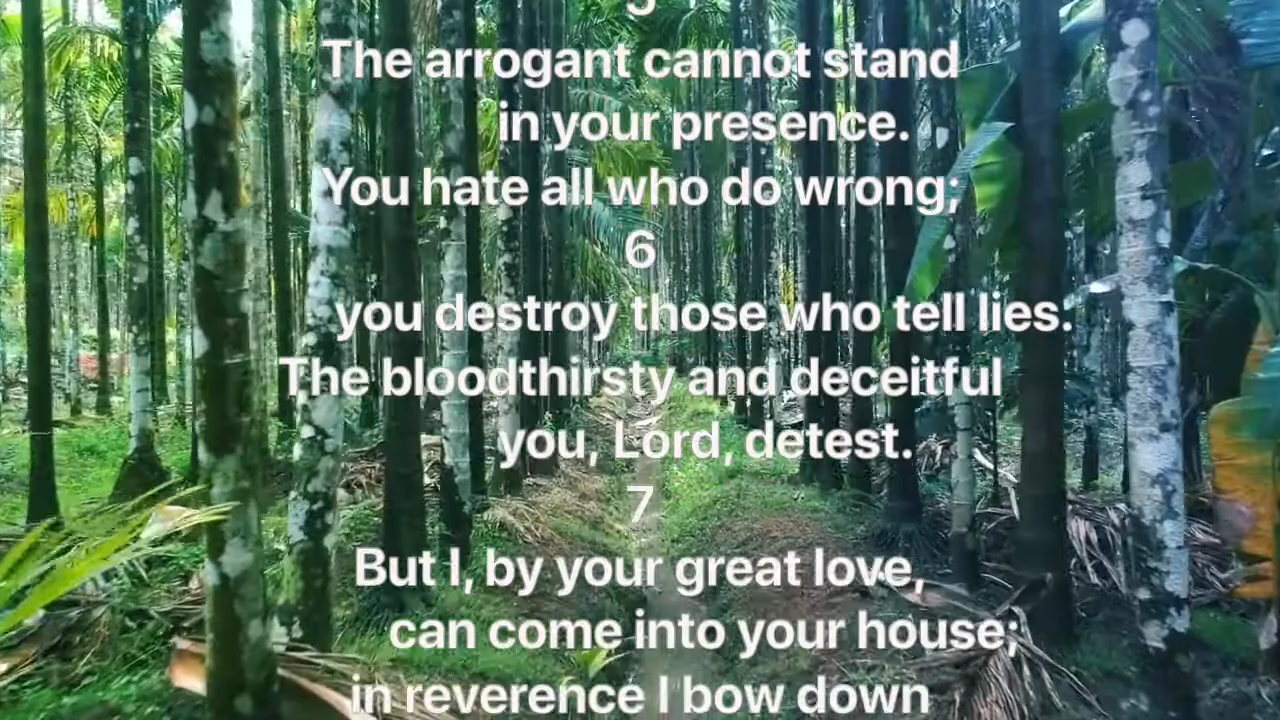 5
The arrogant cannot stand
in your presence.
You hate all who do wrong;
6
you destroy those who tell lies.
The bloodthirsty and deceitful
you, Lord, detest.
7
But I, by your great love,
can come into your house;
in reverence I bow down